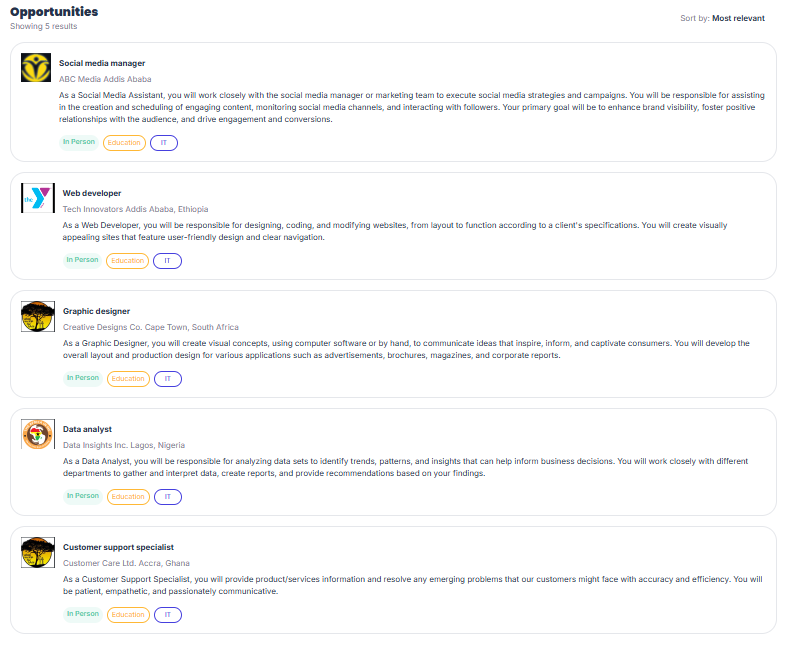 Opportunities
Showing 5 results
Sort by: Most relevant
Social media manager
ABC Media Addis Ababa
As a Social Media Assistant, you will work closely with the social media manager or marketing team to execute social media strategies and campaigns. You will be responsible for assisting
in the creation and scheduling of engaging content, monitoring social media channels, and interacting with followers. Your primary goal will be to enhance brand visibility, foster positive
relationships with the audience, and drive engagement and conversions.
In Person Education IT
the
Web developer
Tech Innovators Addis Ababa, Ethiopia
As a Web Developer, you will be responsible for designing, coding, and modifying websites, from layout to function according to a client's specifications. You will create visually
appealing sites that feature user-friendly design and clear navigation.
In Person Education IT
Graphic designer
Creative Designs Co. Cape Town, South Africa
As a Graphic Designer, you will create visual concepts, using computer software or by hand, to communicate ideas that inspire, inform, and captivate consumers. You will develop the
overall layout and production design for various applications such as advertisements, brochures, magazines, and corporate reports.
In Person Education IT
Data analyst
Data Insights Inc. Lagos, Nigeria
As a Data Analyst, you will be responsible for analyzing data sets to identify trends, patterns, and insights that can help inform business decisions. You will work closely with different
departments to gather and interpret data, create reports, and provide recommendations based on your findings.
In Person Education IT
Customer support specialist
Customer Care Ltd. Accra, Ghana
As a Customer Support Specialist, you will provide product/services information and resolve any emerging problems that our customers might face with accuracy and efficiency. You will
be patient, empathetic, and passionately communicative.
In Person Education IT